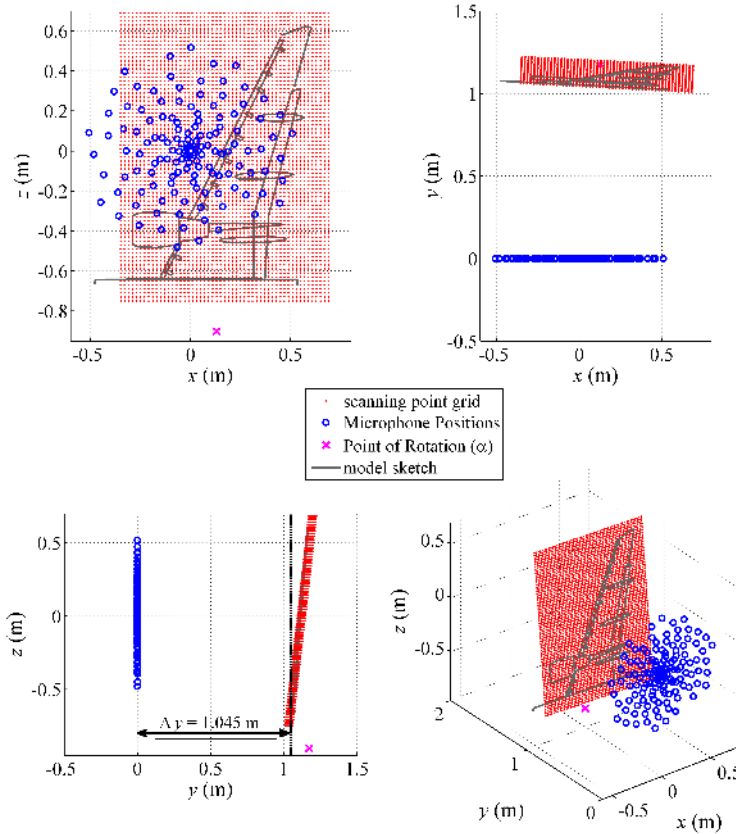 0.6
0.4
0.2
0
-0.2
-0.4
-0.6
-0.8
z (m)
-0.5
0
0.5
x (m)
1.5
1
0.5
0
-0.5
y (m)
-0.5
0
0.5
x (m)
scanning point grid
Microphone Positions
Point of Rotation (α)
model sketch
0.5
0
-0.5
z (m)
Δ y = 1.045 m
-0.5
0
0.5
1
1.5
y (m)
0.5
0
-0.5
z (m)
2
1
0
y (m)
-0.5
0
0.5
x (m)